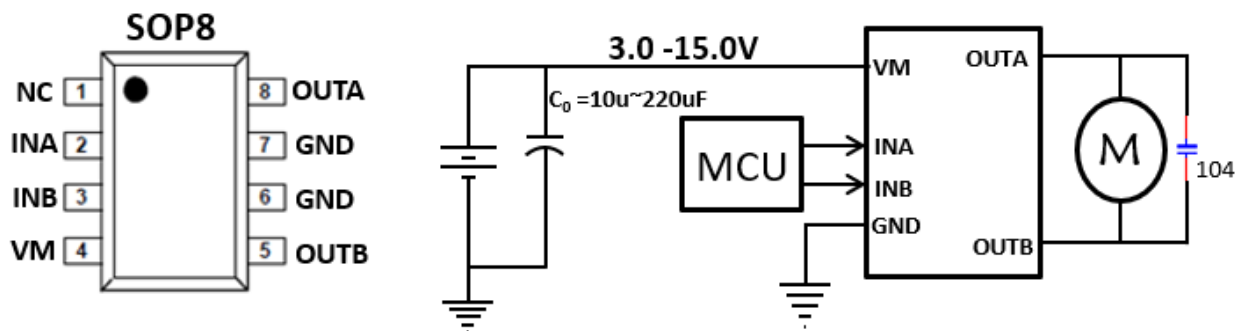 SOP8
NC 1 8 OUTA
INA 2 7 GND
INB 3 6 GND
VM 4 5 OUTB
3.0 -15.0V
C₀ =10u~220uF
MCU
VM
INA
INB
GND
OUTA
OUTB
M
104